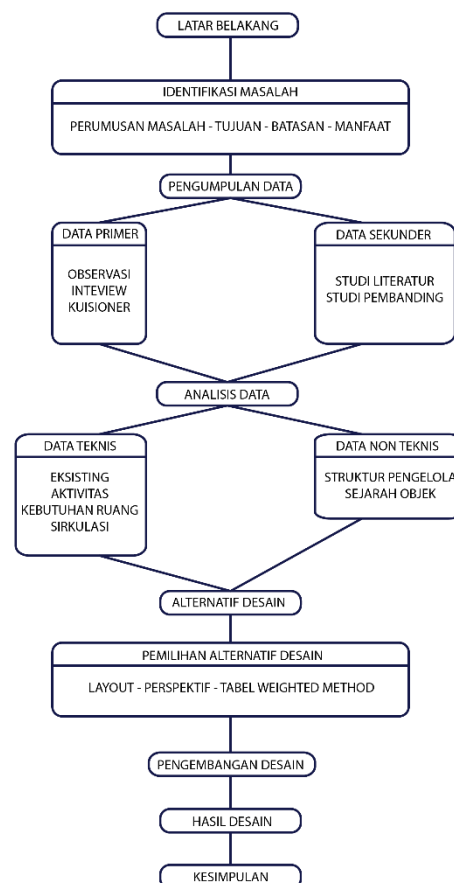 LATAR BELAKANG
IDENTIFIKASI MASALAH
PERUMUSAN MASALAH - TUJUAN - BATASAN - MANFAAT
PENGUMPULAN DATA
DATA PRIMER
OBSERVASI
INTEVIEW
KUISIONER
DATA SEKUNDER
STUDI LITERATUR
STUDI PEMBANDING
ANALISIS DATA
DATA TEKNIS
EKSISTING
AKTIVITAS
KEBUTUHAN RUANG
SIRKULASI
DATA NON TEKNIS
STRUKTUR PENGELOLA
SEJARAH OBJEK
ALTERNATIF DESAIN
PEMILIHAN ALTERNATIF DESAIN
LAYOUT - PERSPEKTIF - TABEL WEIGHTED METHOD
PENGEMBANGAN DESAIN
HASIL DESAIN
KESIMPULAN